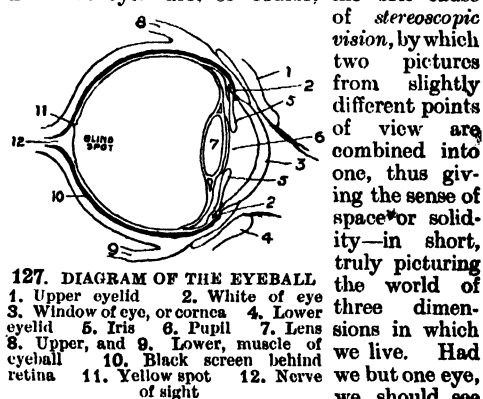 of stereoscopic
vision, by which
two pictures
from slightly
different points
of view are
combined into
one, thus giv-
ing the sense of
space or solid-
ity—in short,
truly picturing
the world of
three dimen-
sions in which
we live. Had
we but one eye,
we should see
8
1
2
5
11
BLIND
SPOT
7
6
12
3
5
10
2
9
4
127. DIAGRAM OF THE EYEBALL
1. Upper eyelid 2. White of eye
3. Window of eye, or cornea 4. Lower
eyelid 5. Iris 6. Pupil 7. Lens
8. Upper, and 9. Lower, muscle of
eyeball 10. Black screen behind
retina 11. Yellow spot 12. Nerve
of sight